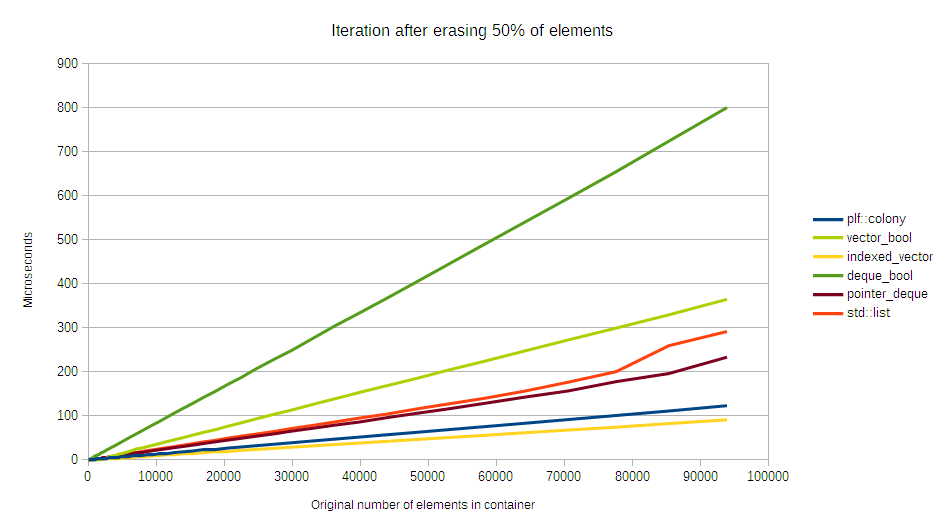 Iteration after erasing 50% of elements
900
800
700
600
500
400
300
200
100
0
Microseconds
0 10000 20000 30000 40000 50000 60000 70000 80000 90000 100000
Original number of elements in container
plf::colony
vector_bool
indexed_vector
deque_bool
pointer_deque
std::list